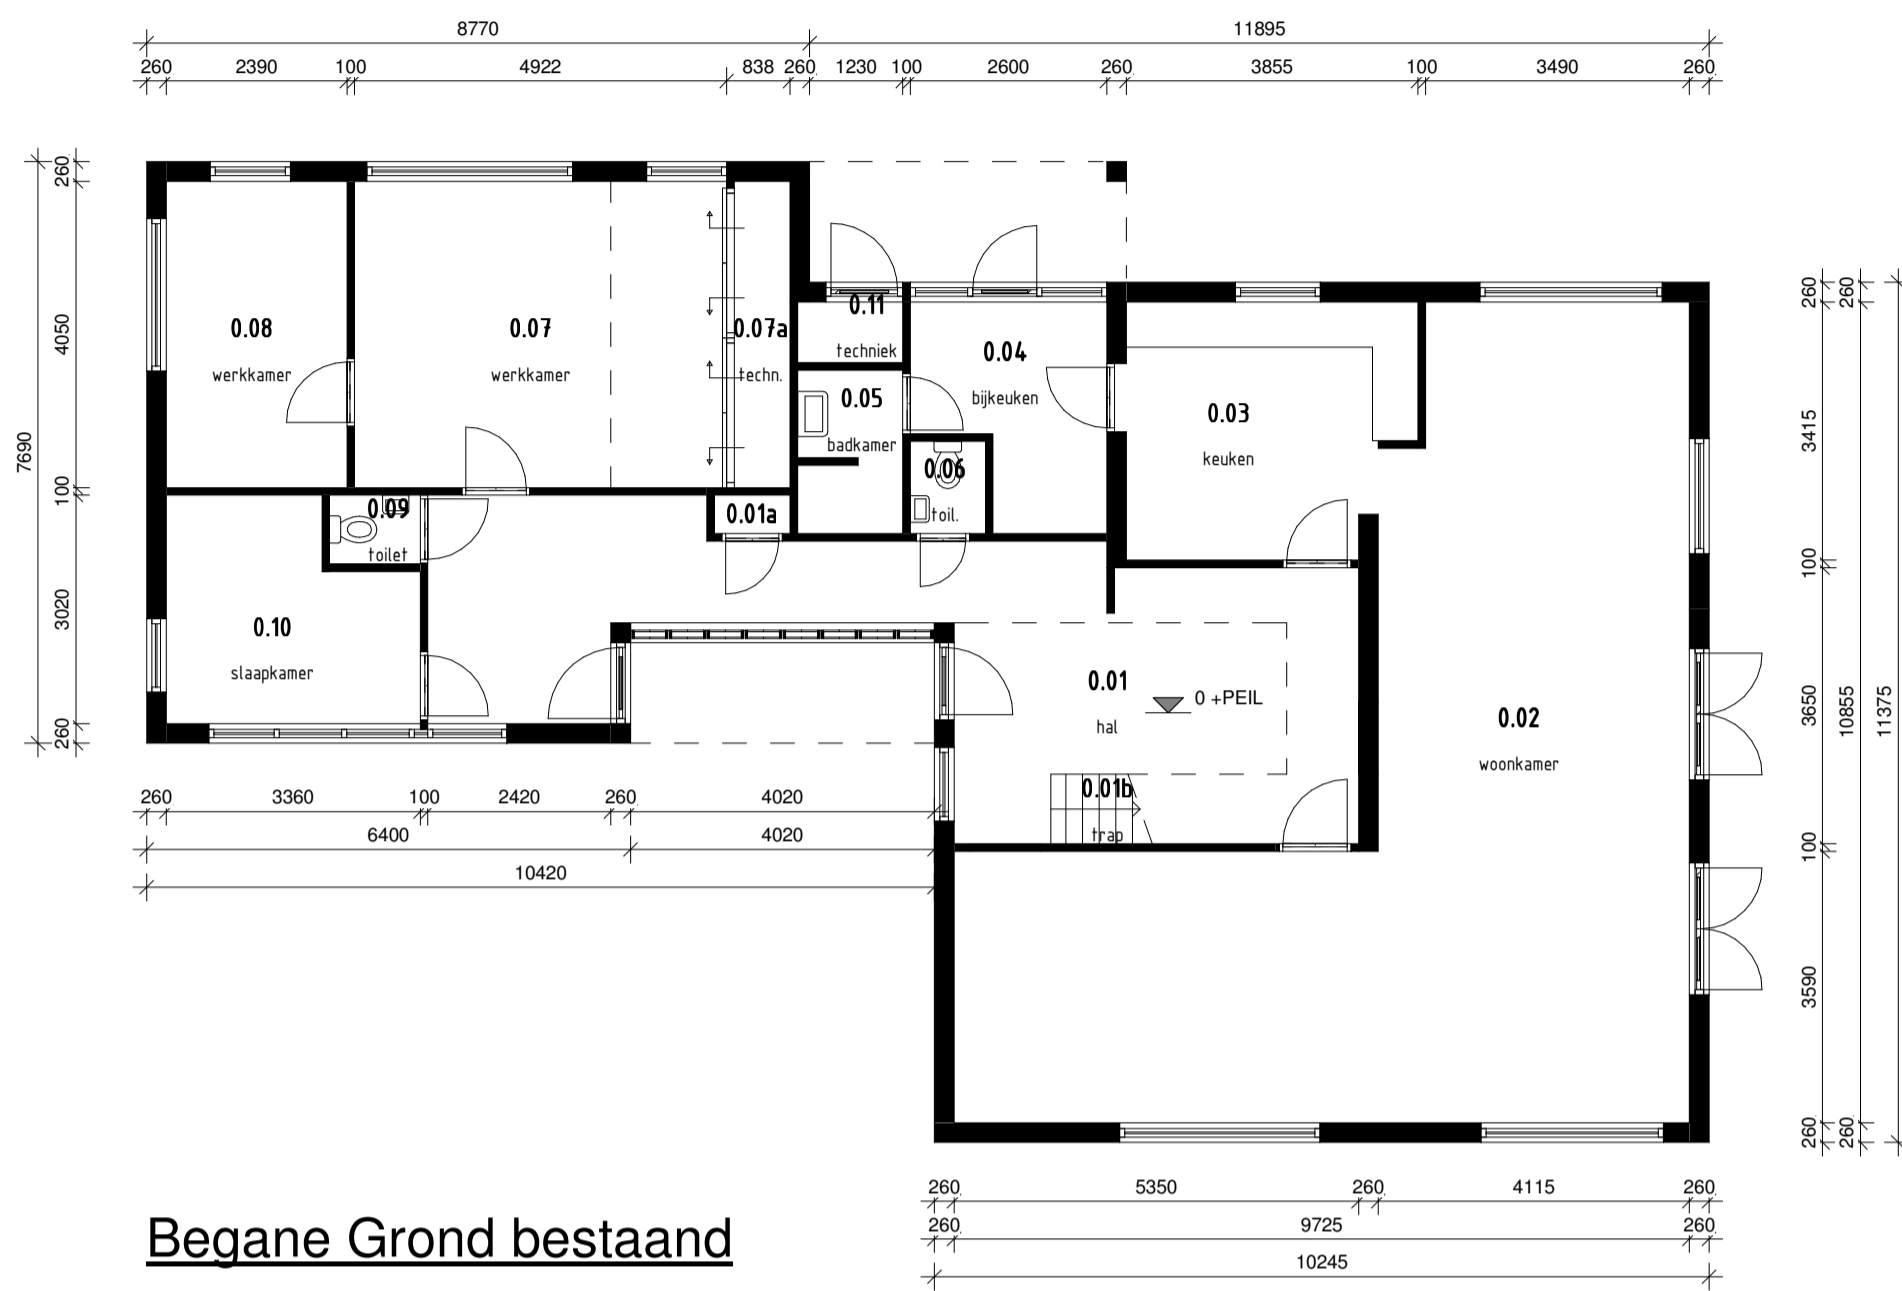 8770 11895
260 2390 100 4922 838 260 1230 100 2600 260 3855 100 3490 260
7690
260 4050 100 3020 260
0.08
werkkamer
0.07
werkkamer
0.07a
techn.
0.11
techniek
0.04
bijkeuken
0.05
badkamer
0.03
keuken
0.06
toil.
0.09
toilet
0.01a
0.10
slaapkamer
0.01
hal
0 +PEIL
0.01b
trap
0.02
woonkamer
260 3415 100 3650 100 3590 260
260 10855 260
11375
260 3360 100 2420 260 4020
6400 4020
10420
260 5350 260 4115 260
260 9725 260
10245
Begane Grond bestaand